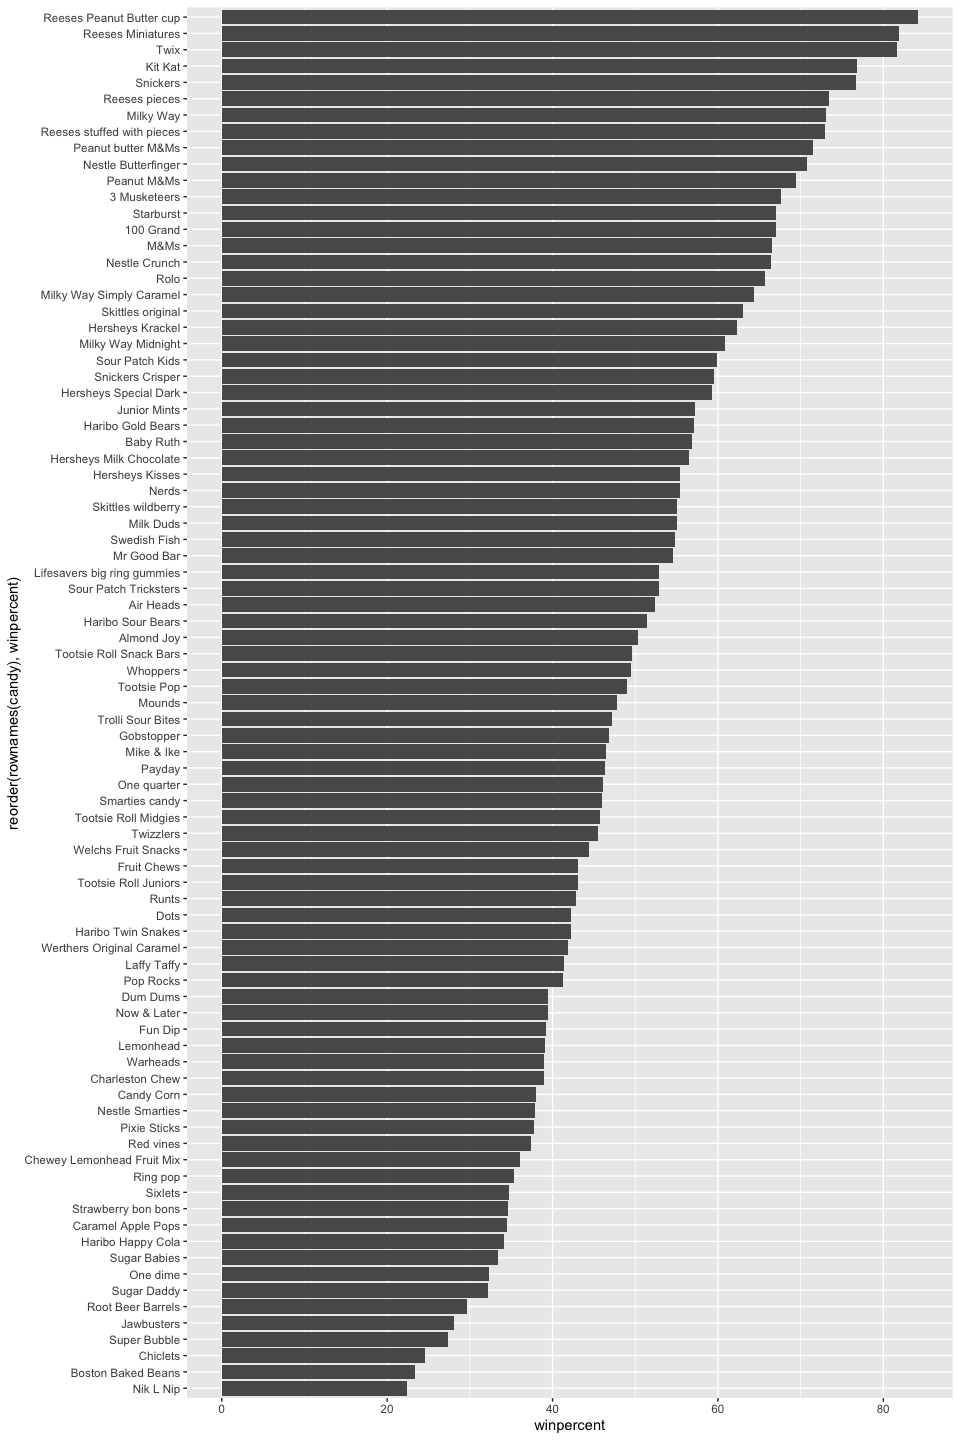 Reeses Peanut Butter cup
Reeses Miniatures
Twix
Kit Kat
Snickers
Reeses pieces
Milky Way
Reeses stuffed with pieces
Peanut butter M&Ms
Nestle Butterfinger
Peanut M&Ms
3 Musketeers
Starburst
100 Grand
M&Ms
Nestle Crunch
Rolo
Milky Way Simply Caramel
Skittles original
Hersheys Krackel
Milky Way Midnight
Sour Patch Kids
Snickers Crisper
Hersheys Special Dark
Junior Mints
Haribo Gold Bears
Baby Ruth
Hersheys Milk Chocolate
Hersheys Kisses
Nerds
Skittles wildberry
Milk Duds
Swedish Fish
Mr Good Bar
Lifesavers big ring gummies
Sour Patch Tricksters
Air Heads
Haribo Sour Bears
Almond Joy
Tootsie Roll Snack Bars
Whoppers
Tootsie Pop
Mounds
Trolli Sour Bites
Gobstopper
Mike & Ike
Payday
One quarter
Smarties candy
Tootsie Roll Midgies
Twizzlers
Welchs Fruit Snacks
Fruit Chews
Tootsie Roll Juniors
Runts
Dots
Haribo Twin Snakes
Werthers Original Caramel
Laffy Taffy
Pop Rocks
Dum Dums
Now & Later
Fun Dip
Lemonhead
Warheads
Charleston Chew
Candy Corn
Nestle Smarties
Pixie Sticks
Red vines
Chewey Lemonhead Fruit Mix
Ring pop
Sixlets
Strawberry bon bons
Caramel Apple Pops
Haribo Happy Cola
Sugar Babies
One dime
Sugar Daddy
Root Beer Barrels
Jawbusters
Super Bubble
Chiclets
Boston Baked Beans
Nik L Nip
reorder(rownames(candy), winpercent)
0 20 40 60 80
winpercent